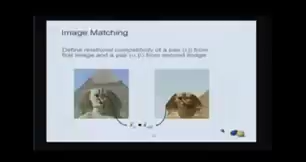 Image Matching
Define relational compatibility of a pair (i,j) from
first image and a pair (i',j') from second image